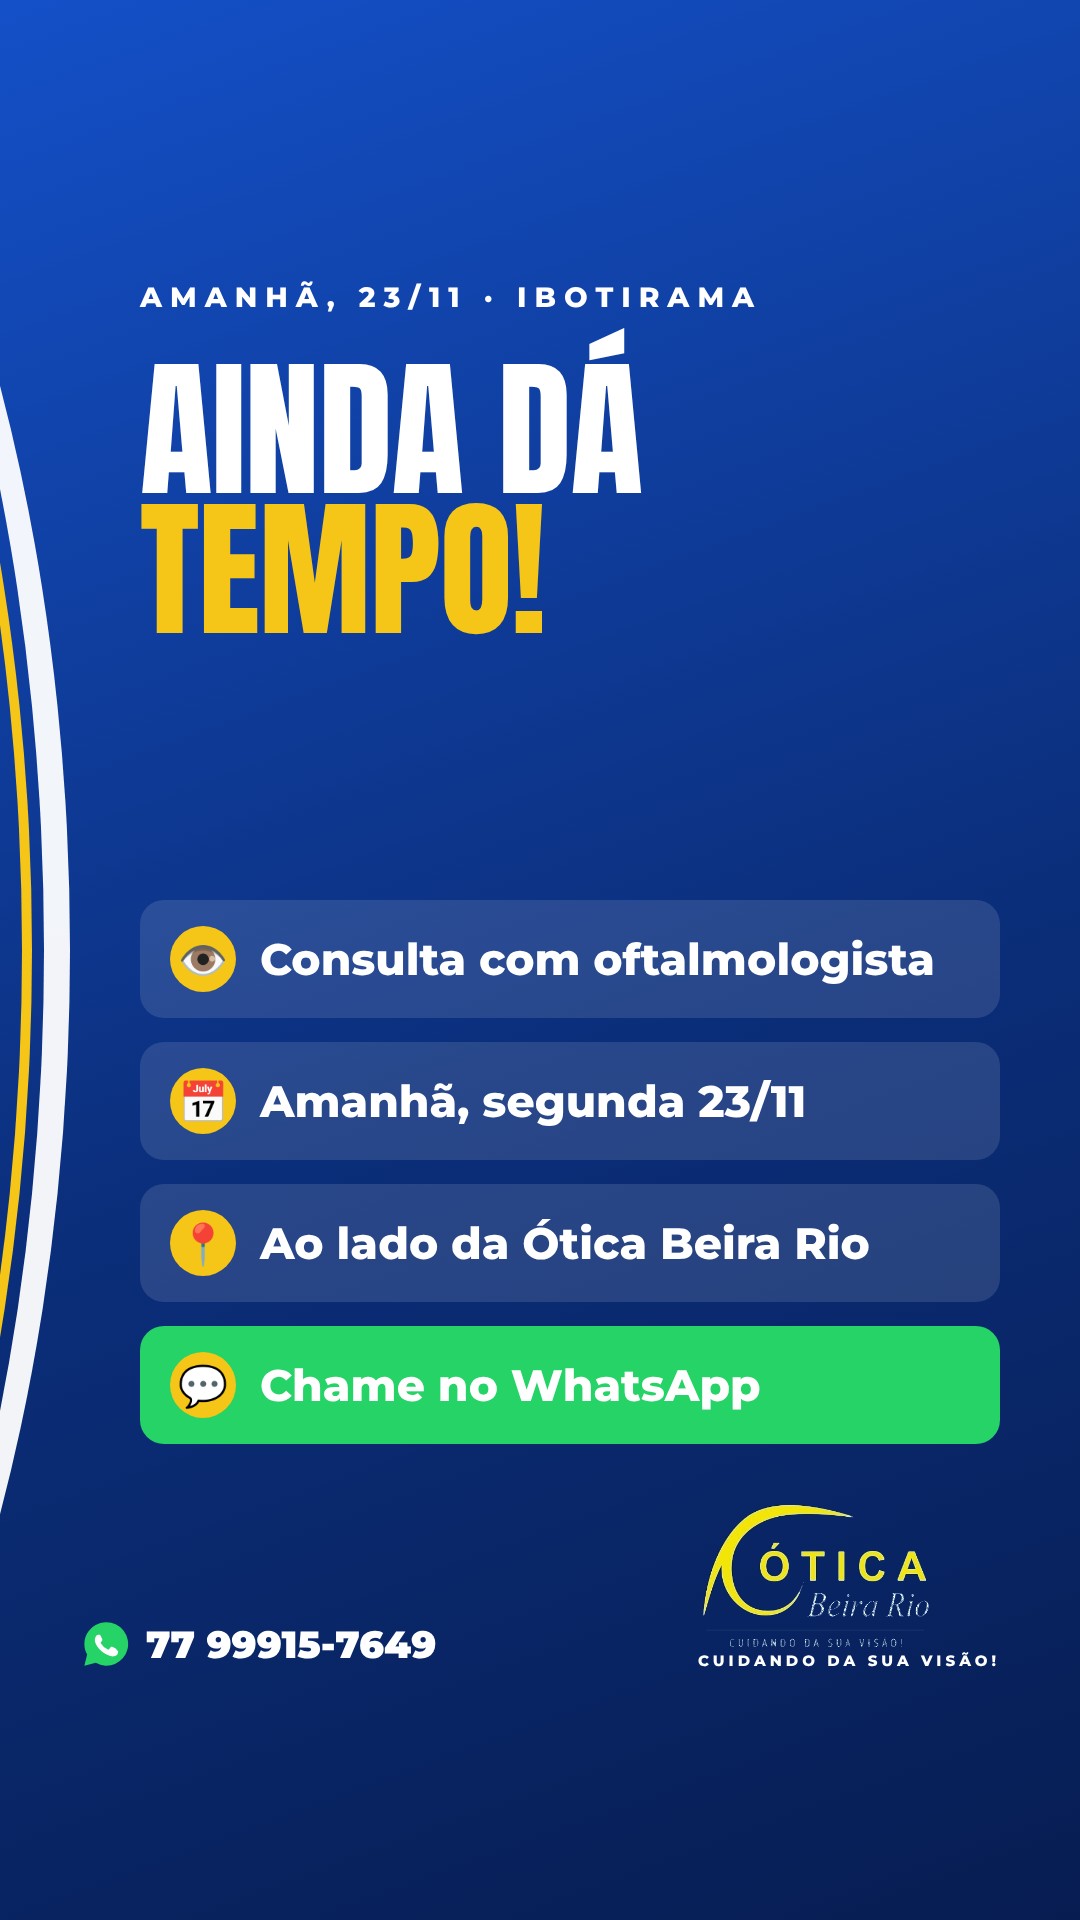 AMANHÃ, 23/11 · IBOTIRAMA
AINDA DÁ
TEMPO!
Consulta com oftalmologista
July
17
Amanhã, segunda 23/11
Ao lado da Ótica Beira Rio
Chame no WhatsApp
ÓTICA
Beira Rio
CUIDANDO DA SUA VISÃO!
77 99915-7649
CUIDANDO DA SUA VISÃO!